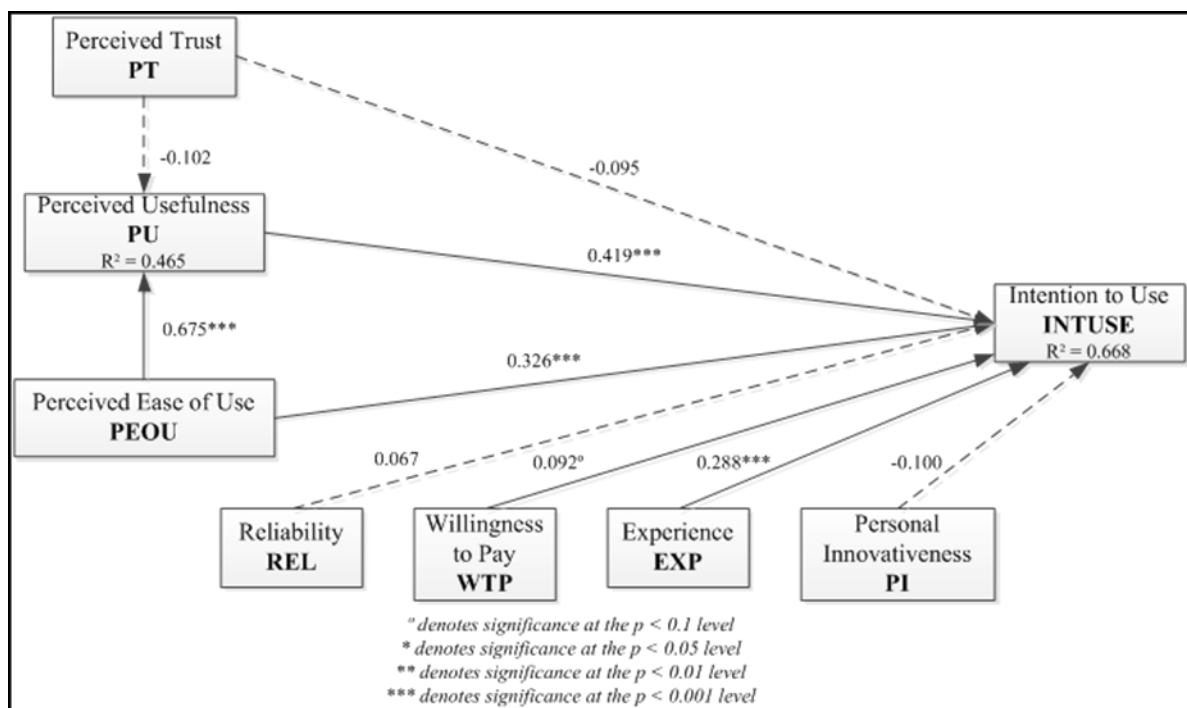 Perceived Trust
PT
-0.102
-0.095
Perceived Usefulness
PU
R² = 0.465
0.419***
Intention to Use
INTUSE
R² = 0.668
0.675***
0.326***
Perceived Ease of Use
PEOU
0.067
0.092º
0.288***
-0.100
Reliability
REL
Willingness
to Pay
WTP
Experience
EXP
Personal
Innovativeness
PI
º denotes significance at the p < 0.1 level
* denotes significance at the p < 0.05 level
** denotes significance at the p < 0.01 level
*** denotes significance at the p < 0.001 level